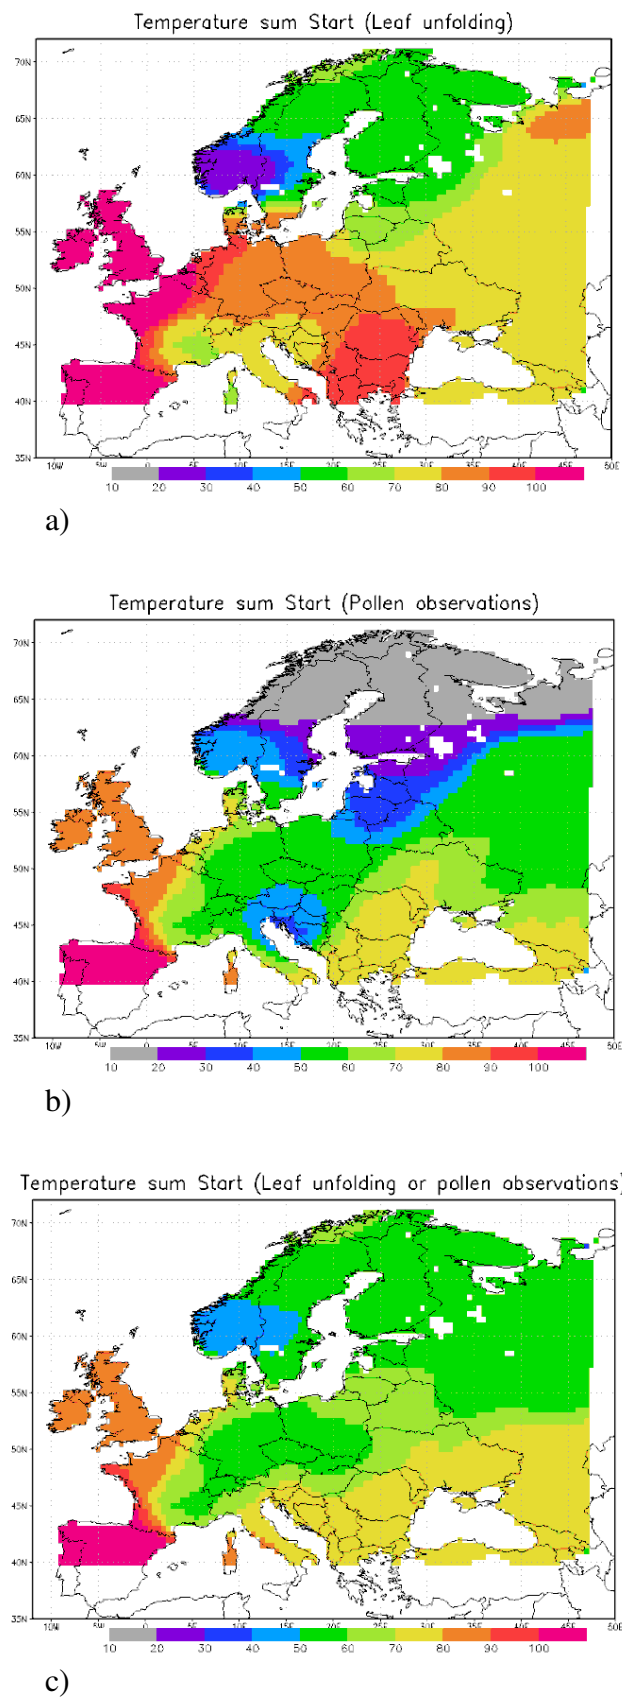 Temperature sum Start (Leaf unfolding)
70N
65N
60N
55N
50N
45N
40N
35N
10W 5W 0 5E 10E 15E 20E 25E 30E 35E 40E 45E 50E
10 20 30 40 50 60 70 80 90 100
a)
Temperature sum Start (Pollen observations)
70N
65N
60N
55N
50N
45N
40N
35N
10W 5W 0 5E 10E 15E 20E 25E 30E 35E 40E 45E 50E
10 20 30 40 50 60 70 80 90 100
b)
Temperature sum Start (Leaf unfolding or pollen observations)
70N
65N
60N
55N
50N
45N
40N
35N
10W 5W 0 5E 10E 15E 20E 25E 30E 35E 40E 45E 50E
10 20 30 40 50 60 70 80 90 100
c)